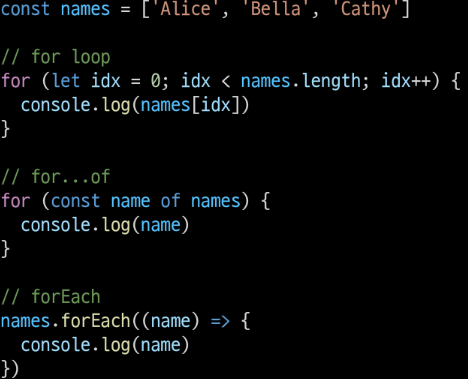 const names = ['Alice', 'Bella', 'Cathy']
// for loop
for (let idx = 0; idx < names.length; idx++) {
  console.log(names[idx])
}
// for...of
for (const name of names) {
  console.log(name)
}
// forEach
names.forEach((name) => {
  console.log(name)
})